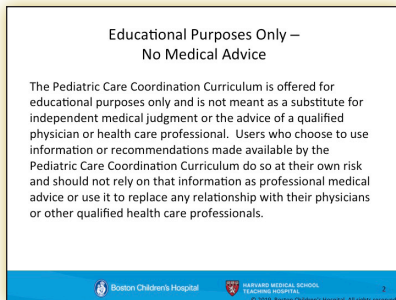 Educational Purposes Only –
No Medical Advice
The Pediatric Care Coordination Curriculum is offered for
educational purposes only and is not meant as a substitute for
independent medical judgment or the advice of a qualified
physician or health care professional.  Users who choose to use
information or recommendations made available by the
Pediatric Care Coordination Curriculum do so at their own risk
and should not rely on that information as professional medical
advice or use it to replace any relationship with their physicians
or other qualified health care professionals.
Boston Children's Hospital
HARVARD MEDICAL SCHOOL
TEACHING HOSPITAL
2
Boston Children's Hospital. All rights